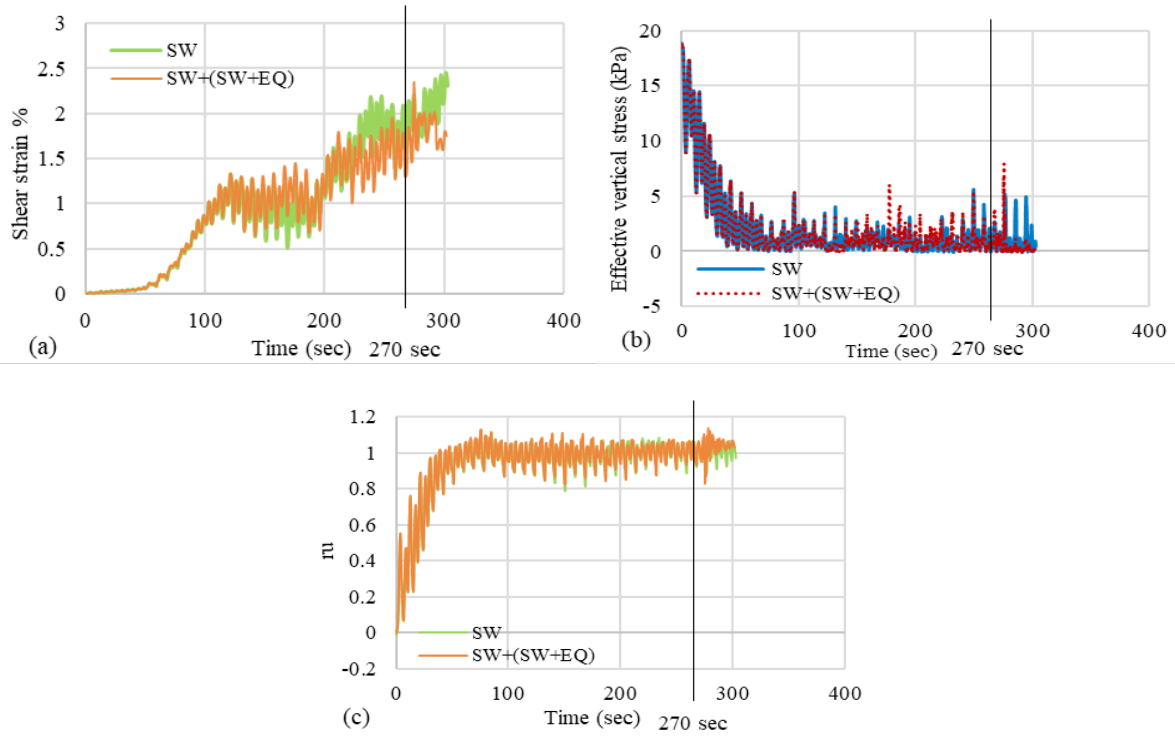 3
2.5
2
1.5
1
0.5
0
Shear strain %
SW
SW+(SW+EQ)
0 100 200 300 400
Time (sec) 270 sec
(a)
20
15
10
5
0
-5
Effective vertical stress (kPa)
SW
SW+(SW+EQ)
0 100 200 300 400
Time (sec) 270 sec
(b)
1.2
1
0.8
0.6
0.4
0.2
0
-0.2
ru
SW
SW+(SW+EQ)
0 100 200 300 400
Time (sec) 270 sec
(c)